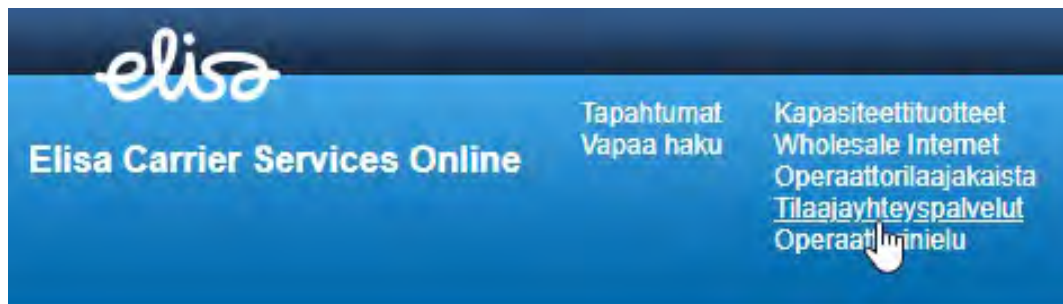 elisa
Elisa Carrier Services Online
Tapahtumat
Vapaa haku
Kapasiteettituotteet
Wholesale Internet
Operaattorilaajakaista
Tilaajayhteyspalvelut